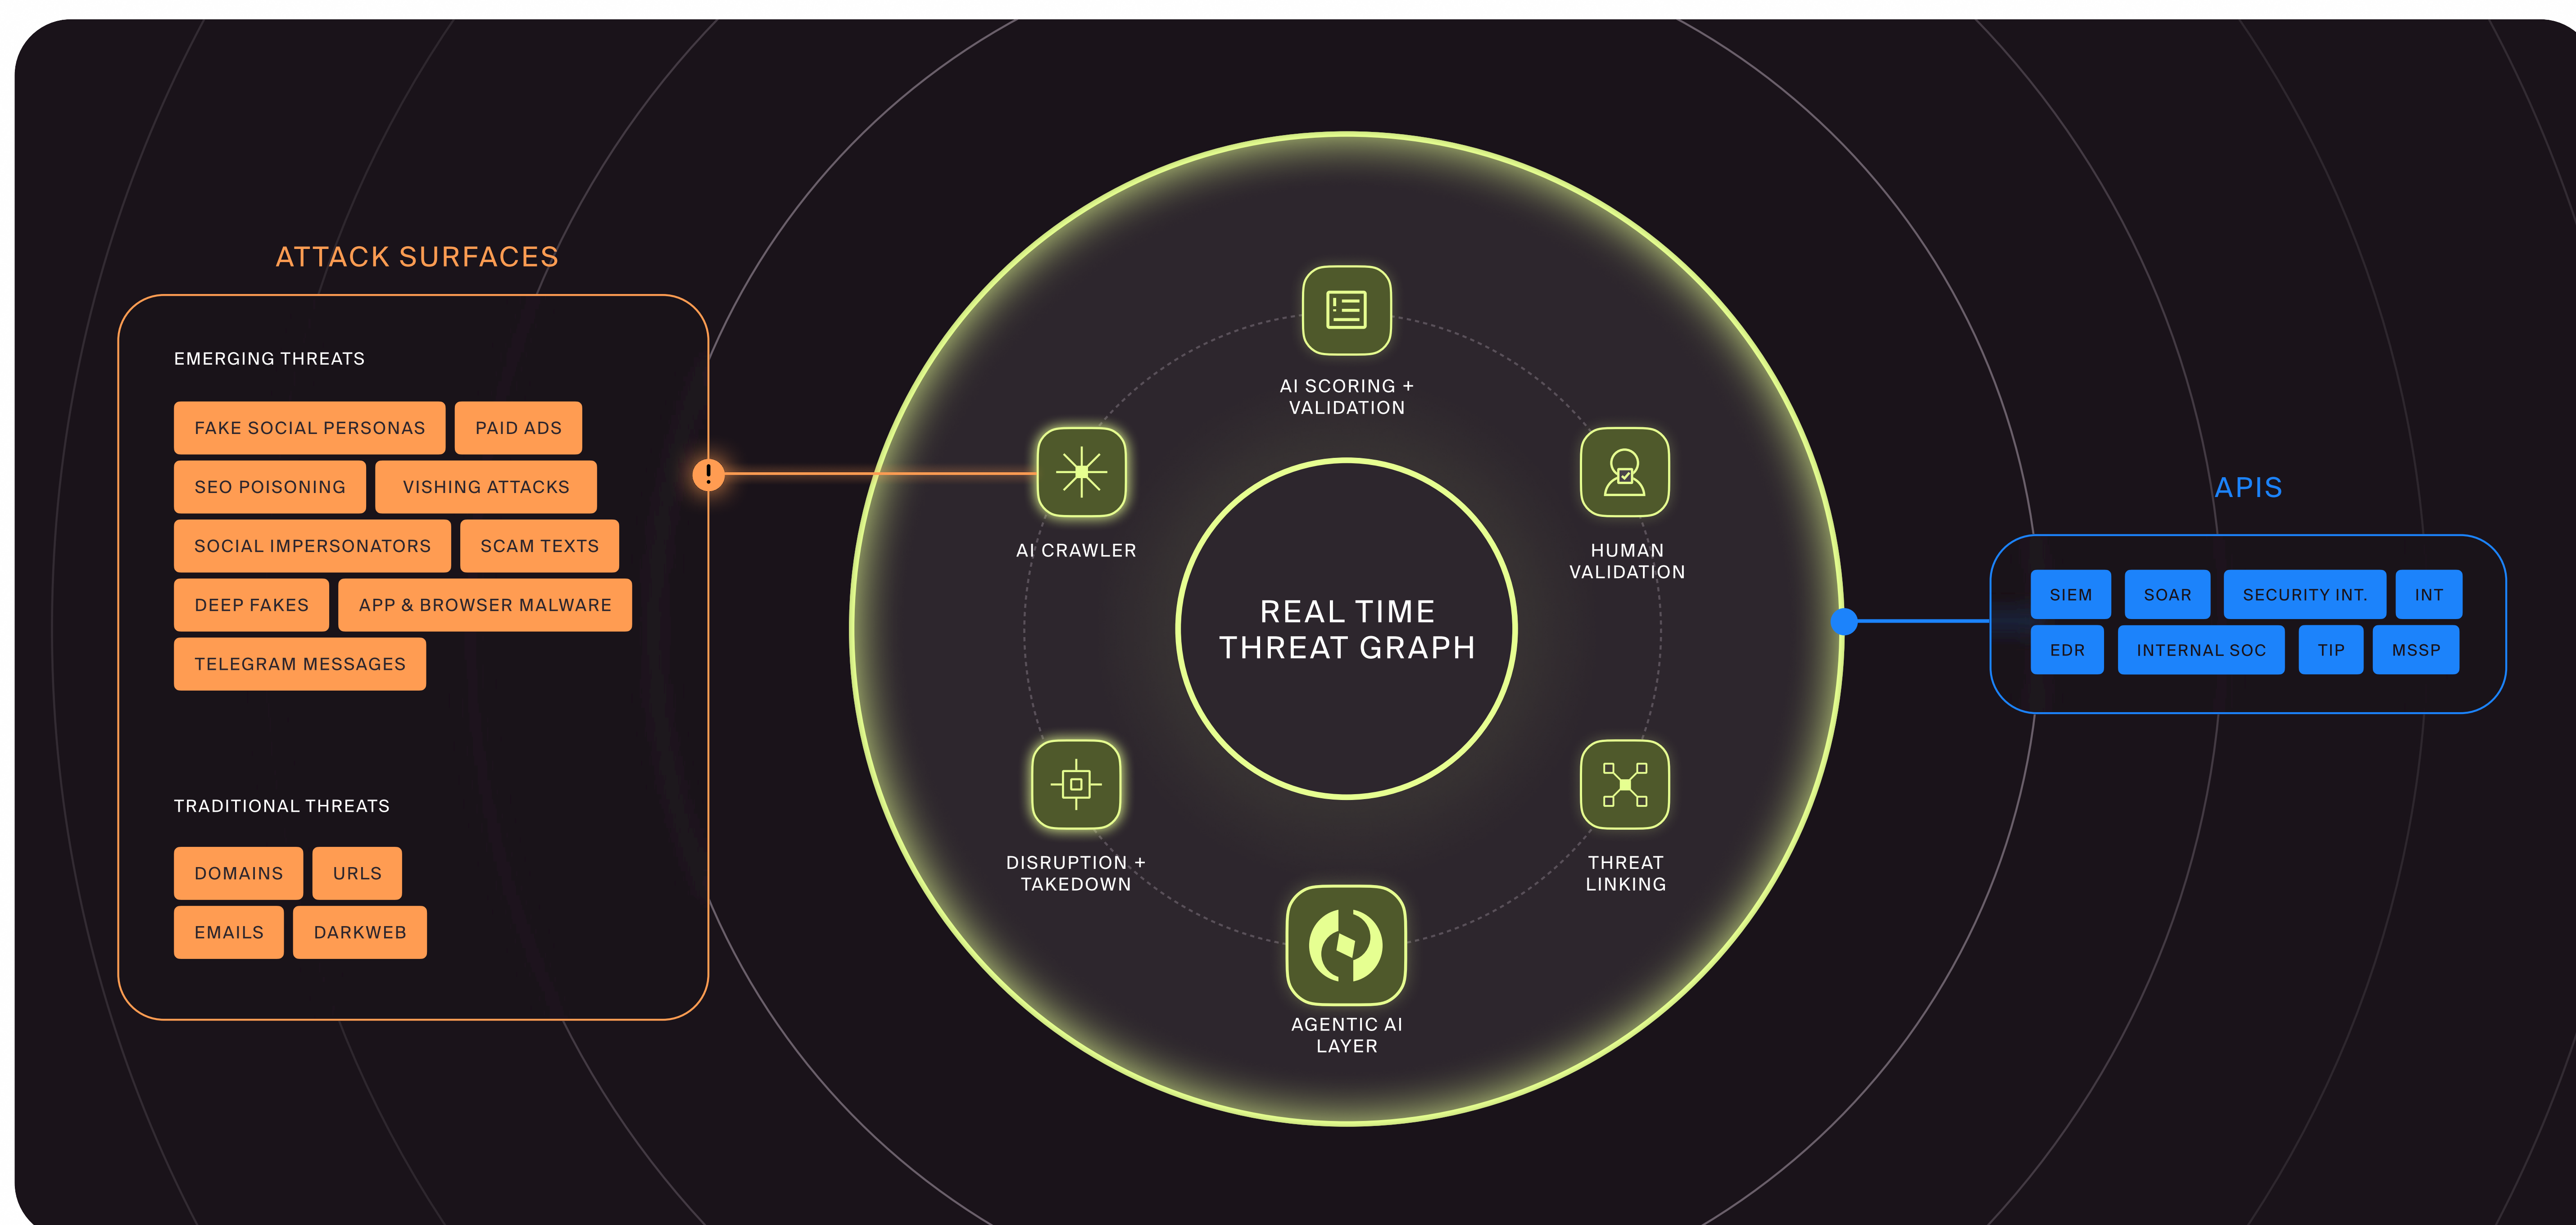 ATTACK SURFACES
EMERGING THREATS
FAKE SOCIAL PERSONAS
PAID ADS
SEO POISONING
VISHING ATTACKS
SOCIAL IMPERSONATORS
SCAM TEXTS
DEEP FAKES
APP & BROWSER MALWARE
TELEGRAM MESSAGES
TRADITIONAL THREATS
DOMAINS
URLS
EMAILS
DARKWEB
AI SCORING +
VALIDATION
AI CRAWLER
HUMAN
VALIDATION
REAL TIME
THREAT GRAPH
DISRUPTION +
TAKEDOWN
THREAT
LINKING
AGENTIC AI
LAYER
APIS
SIEM
SOAR
SECURITY INT.
INT
EDR
INTERNAL SOC
TIP
MSSP